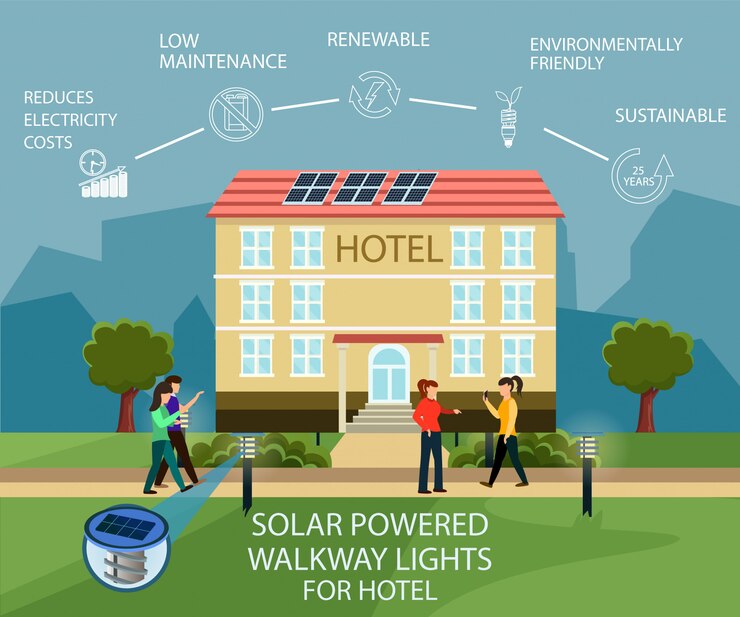 LOW
MAINTENANCE
RENEWABLE
ENVIRONMENTALLY
FRIENDLY
REDUCES
ELECTRICITY
COSTS
SUSTAINABLE
25
YEARS
HOTEL
SOLAR POWERED
WALKWAY LIGHTS
FOR HOTEL